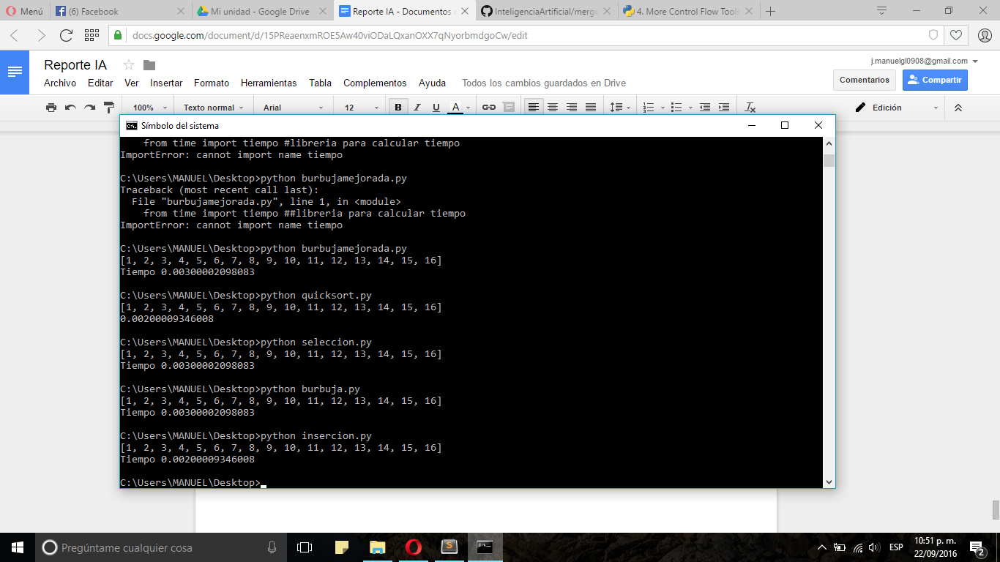 Menú
(6) Facebook
Mi unidad - Google Drive
Reporte IA - Documentos
InteligenciaArtificial/merge
4. More Control Flow Tools
docs.google.com/document/d/15PReaenxmROE5Aw40viODaLQxanOXX7qNyorbmdgoCw/edit
Reporte IA
j.manuelgl0908@gmail.com
Archivo Editar Ver Insertar Formato Herramientas Tabla Complementos Ayuda Todos los cambios guardados en Drive
Comentarios
Compartir
100% Texto normal Arial 12 B I U A Edición
Símbolo del sistema
from time import tiempo #libreria para calcular tiempo
ImportError: cannot import name tiempo
C:\Users\MANUEL\Desktop>python burbujamejorada.py
Traceback (most recent call last):
File "burbujamejorada.py", line 1, in <module>
from time import tiempo ##libreria para calcular tiempo
ImportError: cannot import name tiempo
C:\Users\MANUEL\Desktop>python burbujamejorada.py
[1, 2, 3, 4, 5, 6, 7, 8, 9, 10, 11, 12, 13, 14, 15, 16]
Tiempo 0.00300002098083
C:\Users\MANUEL\Desktop>python quicksort.py
[1, 2, 3, 4, 5, 6, 7, 8, 9, 10, 11, 12, 13, 14, 15, 16]
0.00200009346008
C:\Users\MANUEL\Desktop>python seleccion.py
[1, 2, 3, 4, 5, 6, 7, 8, 9, 10, 11, 12, 13, 14, 15, 16]
Tiempo 0.00300002098083
C:\Users\MANUEL\Desktop>python burbuja.py
[1, 2, 3, 4, 5, 6, 7, 8, 9, 10, 11, 12, 13, 14, 15, 16]
Tiempo 0.00300002098083
C:\Users\MANUEL\Desktop>python insercion.py
[1, 2, 3, 4, 5, 6, 7, 8, 9, 10, 11, 12, 13, 14, 15, 16]
Tiempo 0.00200009346008
C:\Users\MANUEL\Desktop>
Pregúntame cualquier cosa
ESP
10:51 p. m.
22/09/2016
2